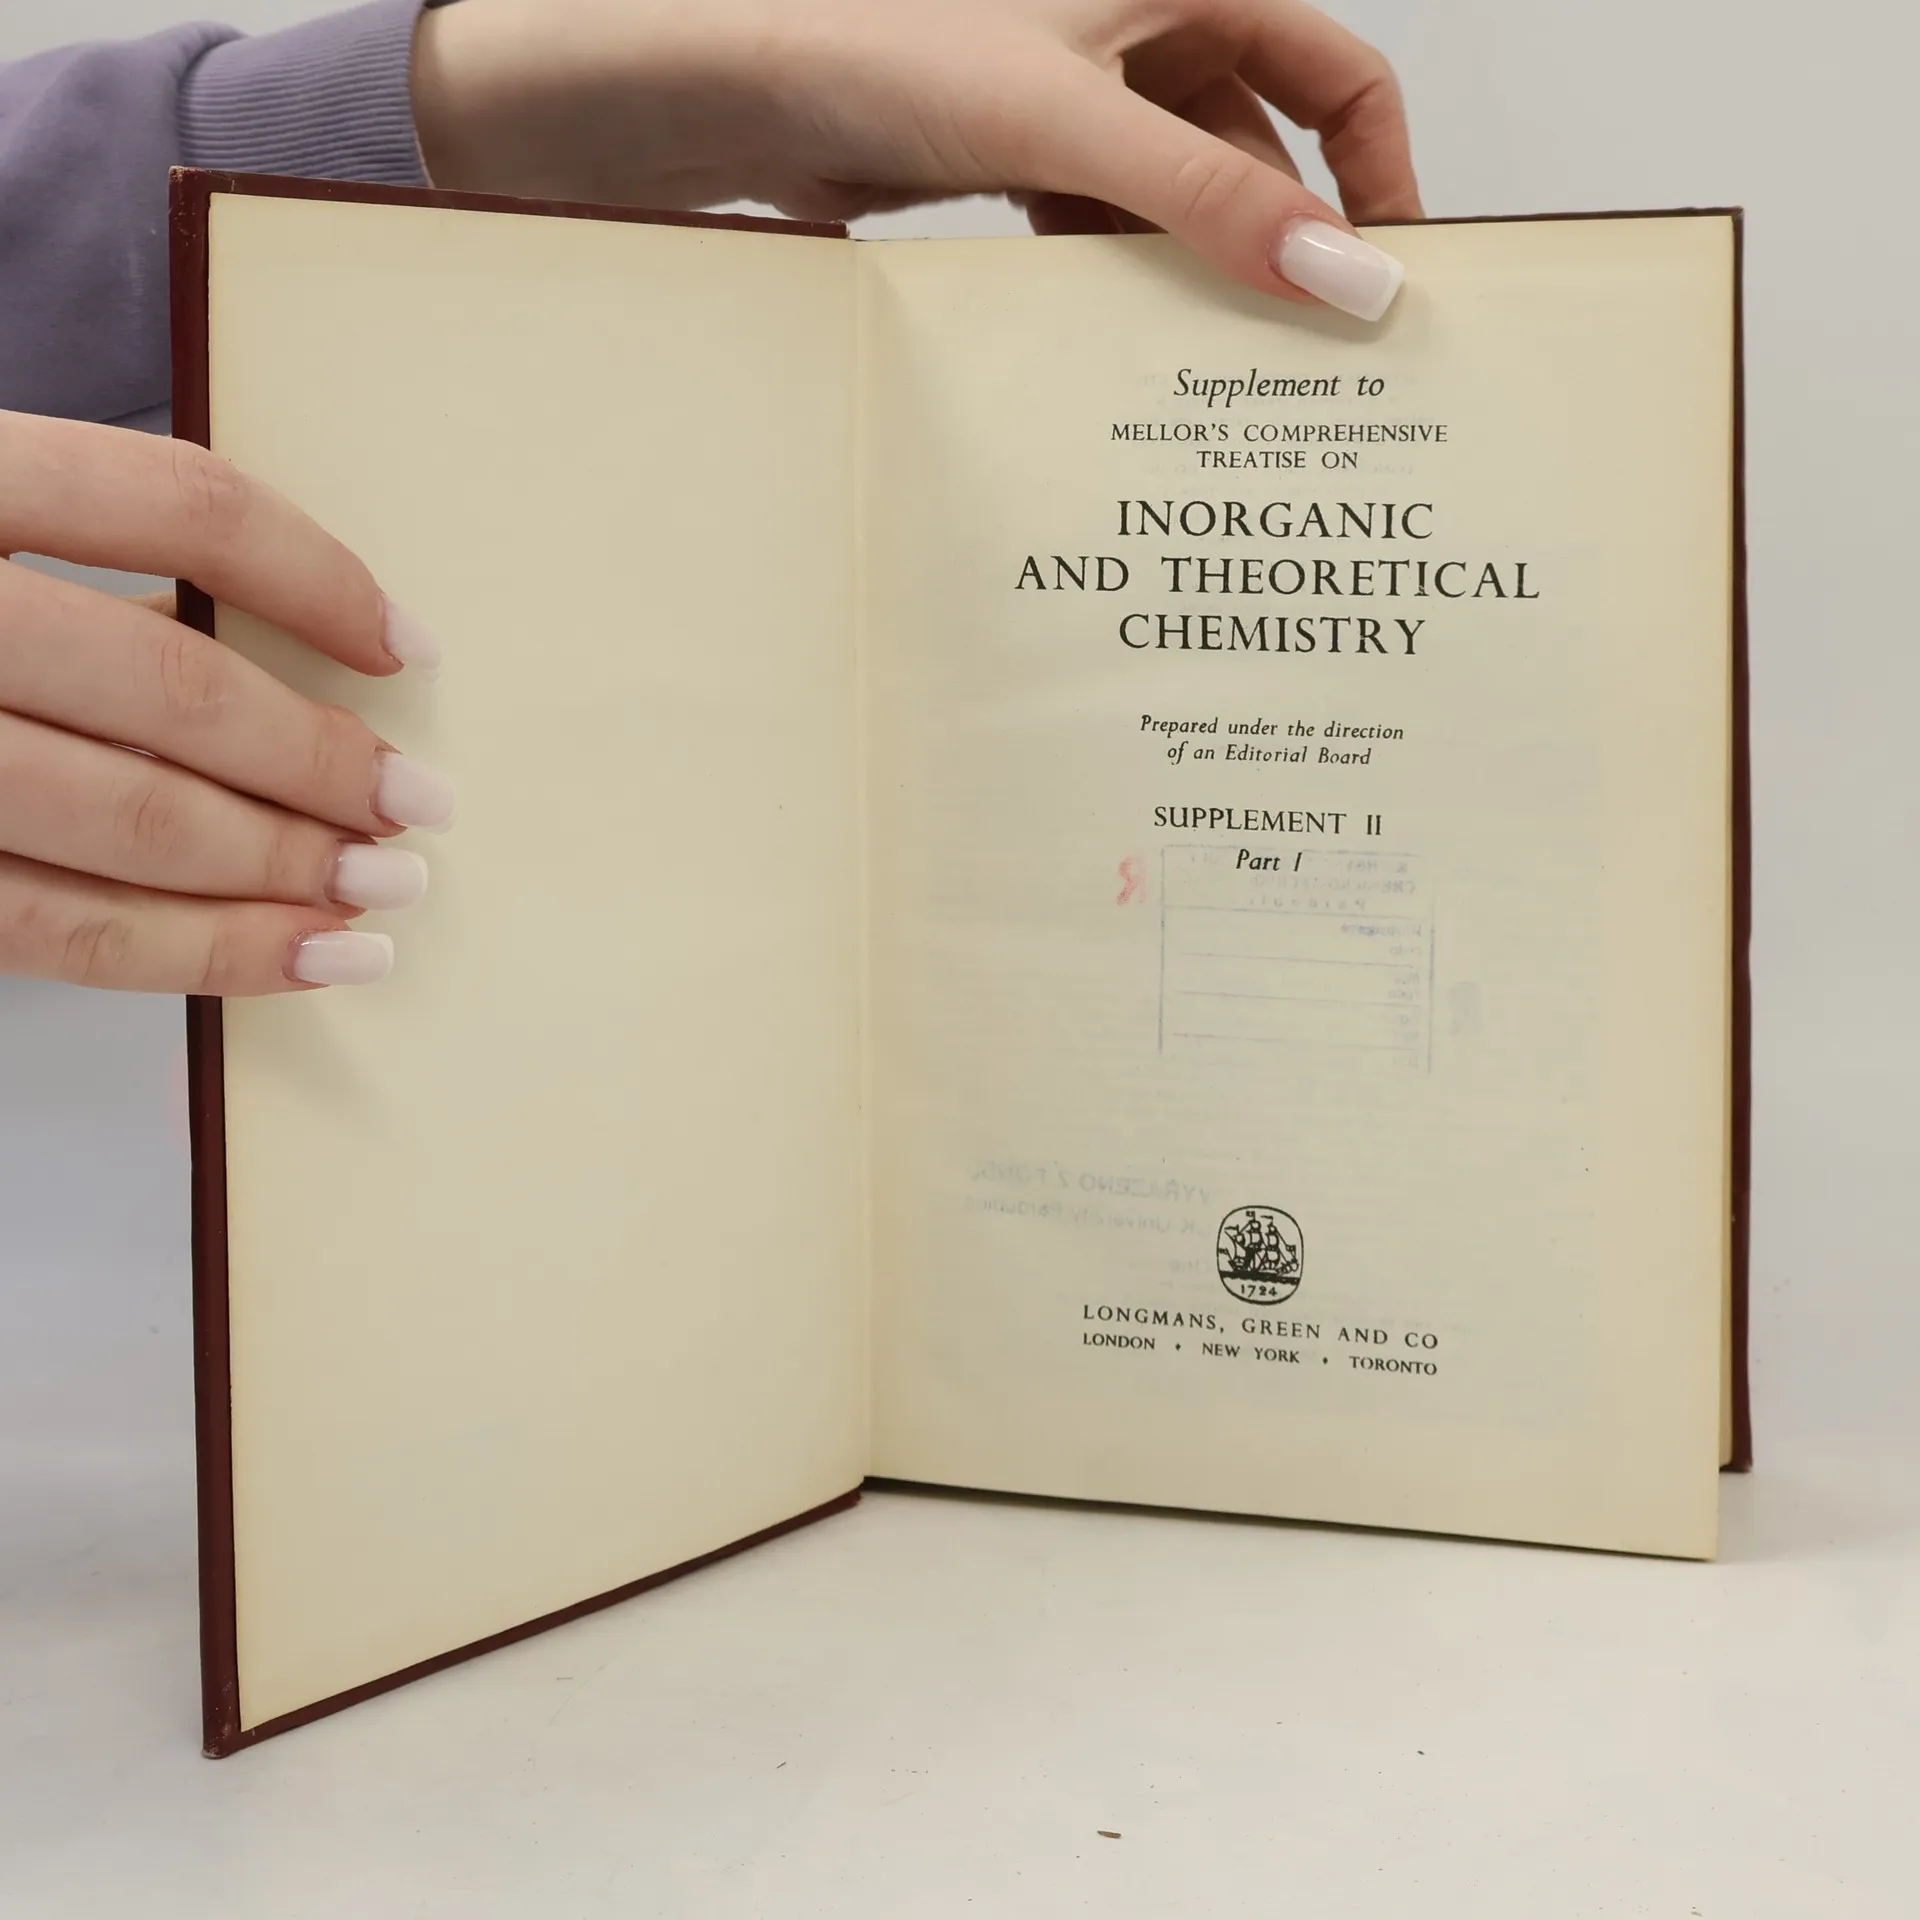 Supplement to
MELLOR'S COMPREHENSIVE
TREATISE ON
INORGANIC
AND THEORETICAL
CHEMISTRY
Prepared under the direction
of an Editorial Board
SUPPLEMENT II
Part I
R
1724
LONGMANS, GREEN AND CO
LONDON • NEW YORK • TORONTO